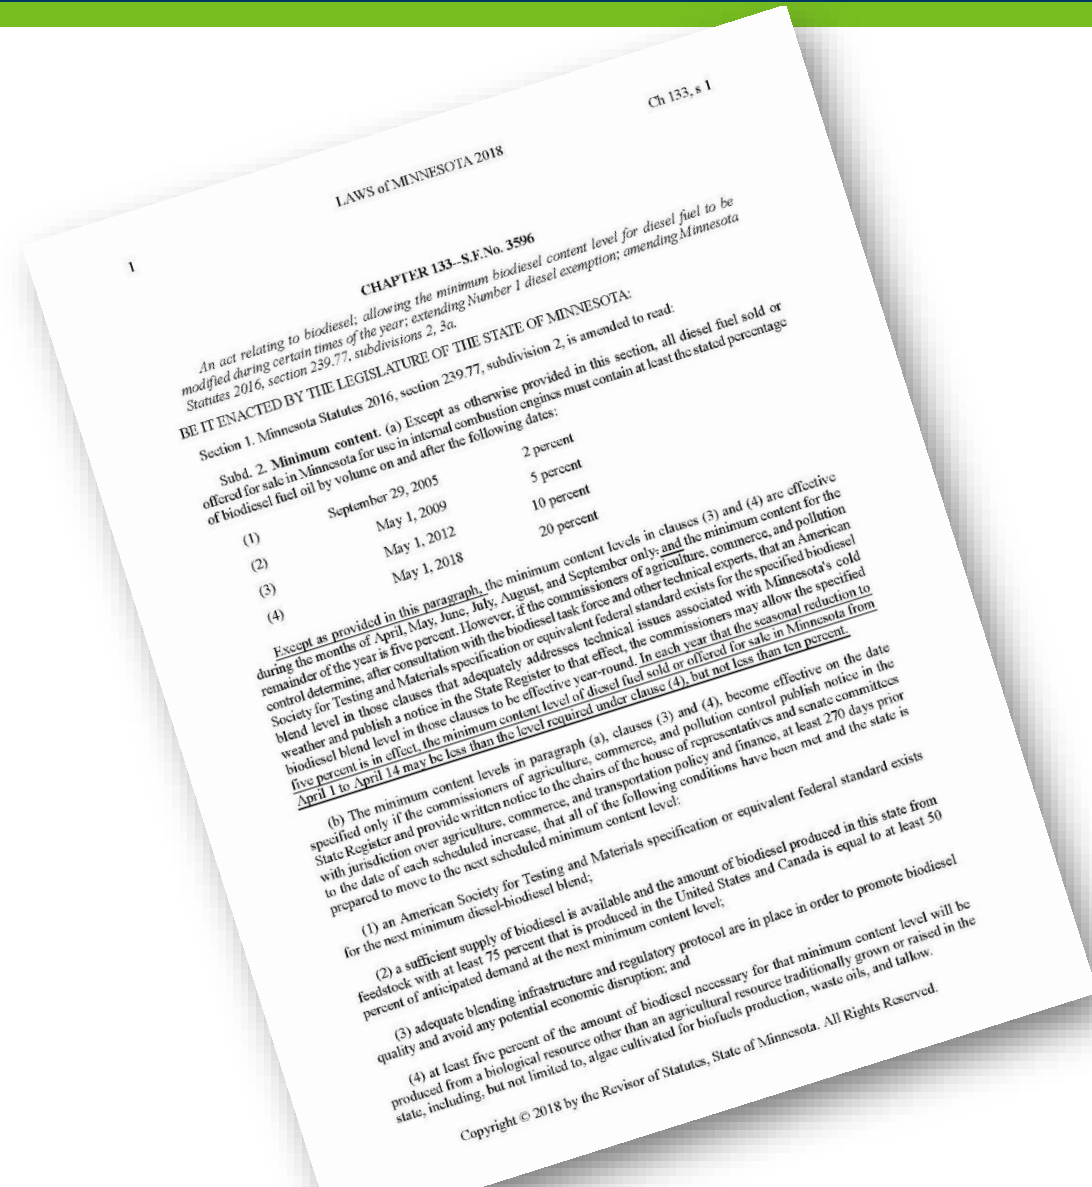 Ch 133, s 1
LAWS of MINNESOTA 2018
1
CHAPTER 133--S.F.No. 3596
An act relating to biodiesel; allowing the minimum biodiesel content level for diesel fuel to be
modified during certain times of the year; extending Number 1 diesel exemption; amending Minnesota
Statutes 2016, section 239.77, subdivisions 2, 3a.
BE IT ENACTED BY THE LEGISLATURE OF THE STATE OF MINNESOTA:
Section 1. Minnesota Statutes 2016, section 239.77, subdivision 2, is amended to read:
Subd. 2. Minimum content. (a) Except as otherwise provided in this section, all diesel fuel sold or
offered for sale in Minnesota for use in internal combustion engines must contain at least the stated percentage
of biodiesel fuel oil by volume on and after the following dates:
(1) September 29, 2005 2 percent
(2) May 1, 2009 5 percent
(3) May 1, 2012 10 percent
(4) May 1, 2018 20 percent
Except as provided in this paragraph, the minimum content levels in clauses (3) and (4) are effective
during the months of April, May, June, July, August, and September only. and the minimum content for the
remainder of the year is five percent. However, if the commissioners of agriculture, commerce, and pollution
control determine, after consultation with the biodiesel task force and other technical experts, that an American
Society for Testing and Materials specification or equivalent federal standard exists for the specified biodiesel
blend level in those clauses that adequately addresses technical issues associated with Minnesota's cold
weather and publish a notice in the State Register to that effect, the commissioners may allow the specified
biodiesel blend level in those clauses to be effective year-round. In each year that the seasonal reduction to
five percent is in effect, the minimum content level of diesel fuel sold or offered for sale in Minnesota from
April 1 to April 14 may be less than the level required under clause (4), but not less than ten percent.
(b) The minimum content levels in paragraph (a), clauses (3) and (4), become effective on the date
specified only if the commissioners of agriculture, commerce, and pollution control publish notice in the
State Register and provide written notice to the chairs of the house of representatives and senate committees
with jurisdiction over agriculture, commerce, and transportation policy and finance, at least 270 days prior
to the date of each scheduled increase, that all of the following conditions have been met and the state is
prepared to move to the next scheduled minimum content level:
(1) an American Society for Testing and Materials specification or equivalent federal standard exists
for the next minimum diesel-biodiesel blend;
(2) a sufficient supply of biodiesel is available and the amount of biodiesel produced in this state from
feedstock with at least 75 percent that is produced in the United States and Canada is equal to at least 50
percent of anticipated demand at the next minimum content level;
(3) adequate blending infrastructure and regulatory protocol are in place in order to promote biodiesel
quality and avoid any potential economic disruption; and
(4) at least five percent of the amount of biodiesel necessary for that minimum content level will be
produced from a biological resource other than an agricultural resource traditionally grown or raised in the
state, including, but not limited to, algae cultivated for biofuels production, waste oils, and tallow.
Copyright © 2018 by the Revisor of Statutes, State of Minnesota. All Rights Reserved.